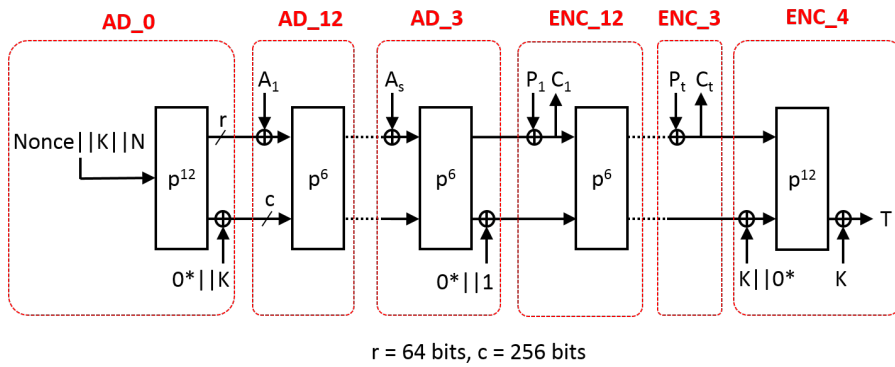 AD_0 AD_12 AD_3 ENC_12 ENC_3 ENC_4
A₁ Aₛ P₁ C₁ Pₜ Cₜ
r
Nonce||K||N
p¹² p⁶ p⁶ p⁶ p¹²
c
T
0*||K 0*||1 K||0* K
r = 64 bits, c = 256 bits